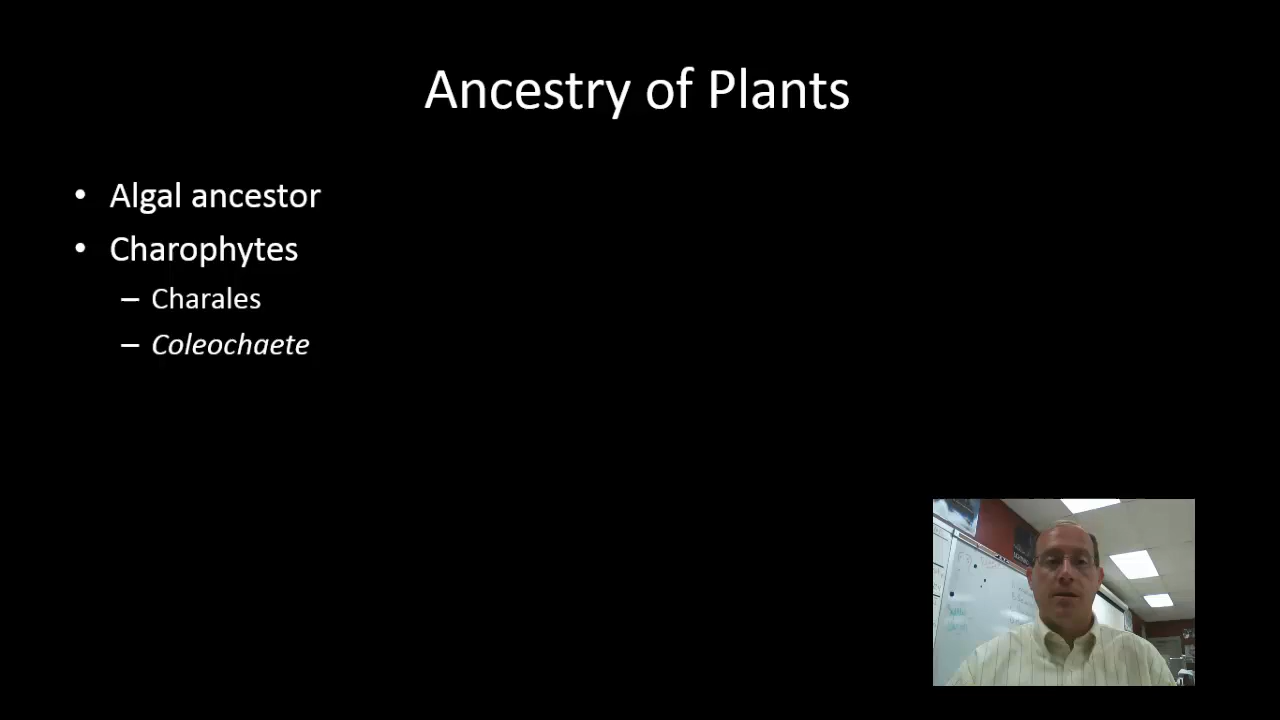 Ancestry of Plants
• Algal ancestor
• Charophytes
– Charales
– Coleochaete